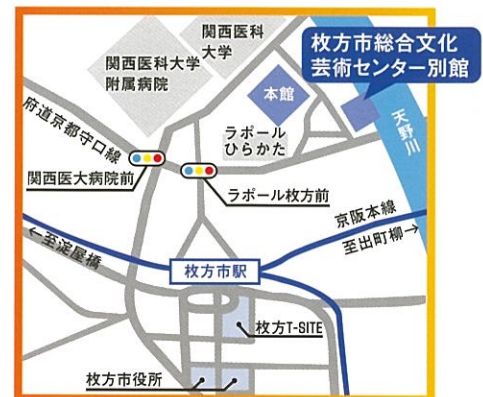 関西医科
大学
関西医科大学
附属病院
枚方市総合文化
芸術センター別館
本館
天野川
ラポール
ひらかた
府道京都守口線
関西医大病院前
ラポール枚方前
京阪本線
至出町柳→
←至淀屋橋
枚方市駅
枚方T-SITE
枚方市役所